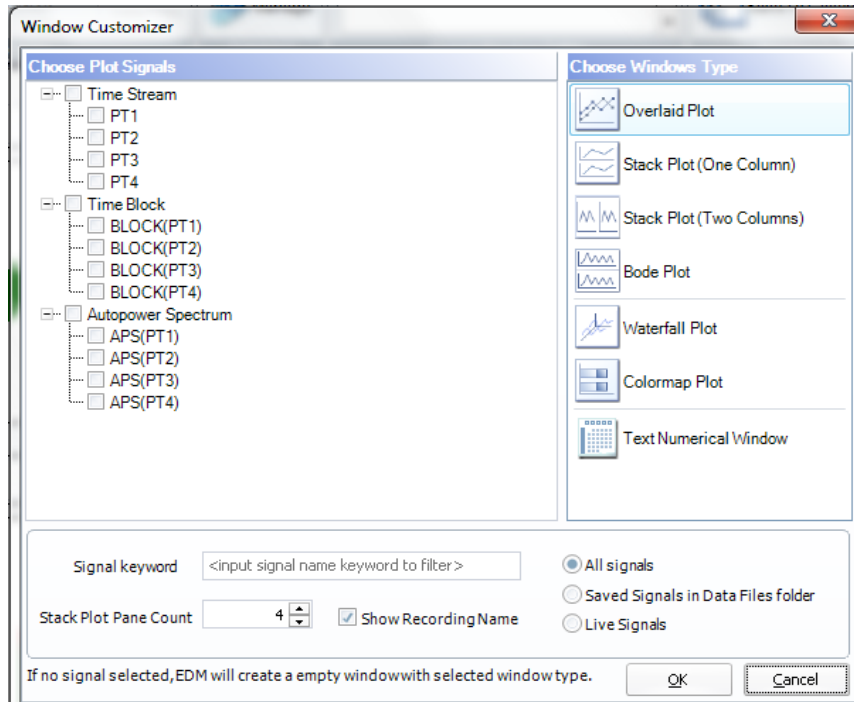 Window Customizer
Choose Plot Signals
Time Stream
PT1
PT2
PT3
PT4
Time Block
BLOCK(PT1)
BLOCK(PT2)
BLOCK(PT3)
BLOCK(PT4)
Autopower Spectrum
APS(PT1)
APS(PT2)
APS(PT3)
APS(PT4)
Choose Windows Type
Overlaid Plot
Stack Plot (One Column)
Stack Plot (Two Columns)
Bode Plot
Waterfall Plot
Colormap Plot
Text Numerical Window
Signal keyword
<input signal name keyword to filter>
Stack Plot Pane Count
4
Show Recording Name
All signals
Saved Signals in Data Files folder
Live Signals
If no signal selected,EDM will create a empty window with selected window type.
OK
Cancel